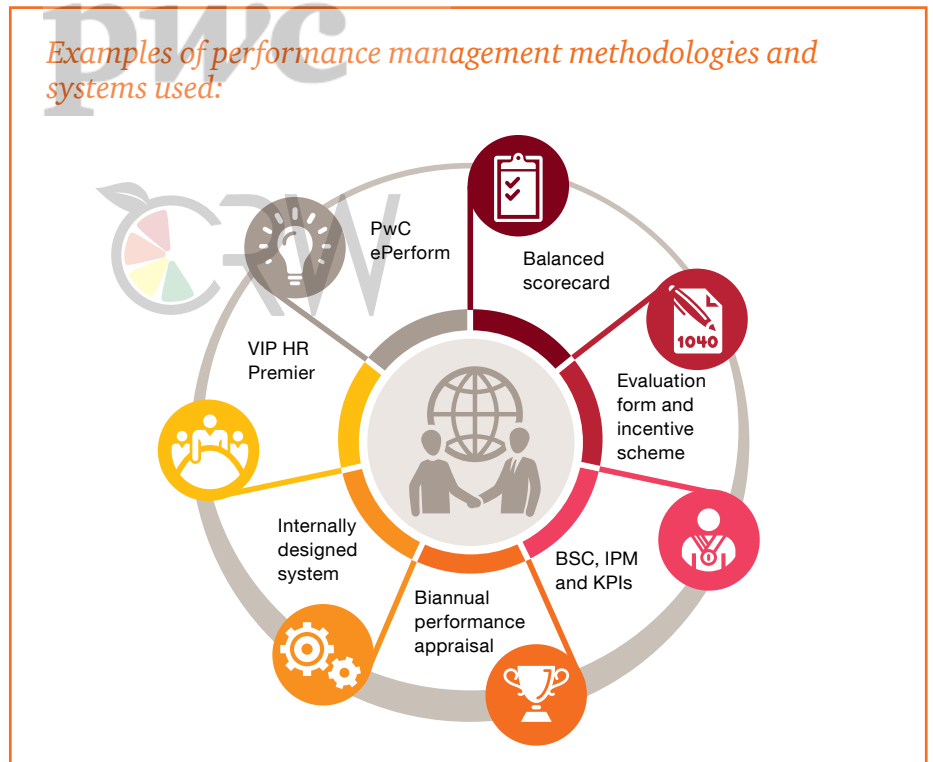 pwc
Examples of performance management methodologies and
systems used:
CRW
PwC
ePerform
Balanced
scorecard
1040
VIP HR
Premier
Evaluation
form and
incentive
scheme
Internally
designed
system
BSC, IPM
and KPIs
Biannual
performance
appraisal